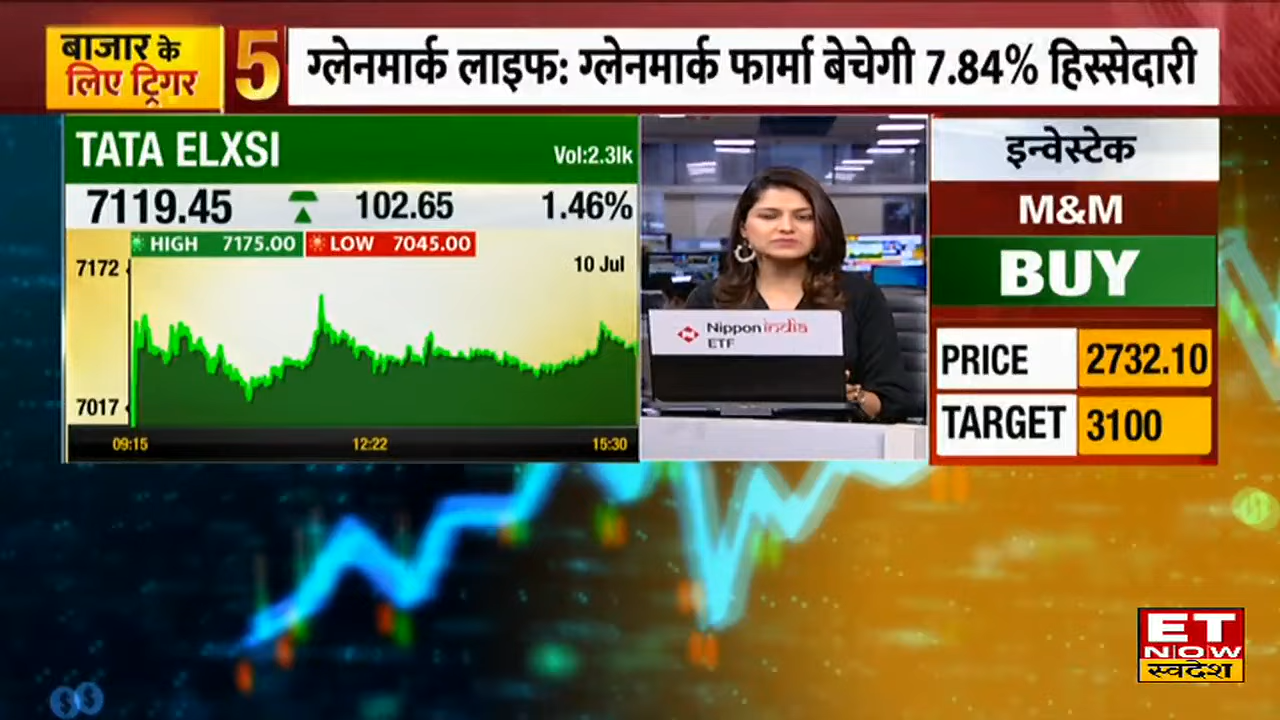 बाजार के
लिए ट्रिगर
5
ग्लेनमार्क लाइफ: ग्लेनमार्क फार्मा बेचेगी 7.84% हिस्सेदारी
TATA ELXSI
Vol:2.3lk
7119.45 102.65 1.46%
HIGH 7175.00 LOW 7045.00
7172
10 Jul
7017
09:15 12:22 15:30
Nippon india
ETF
इन्वेस्टेक
M&M
BUY
PRICE 2732.10
TARGET 3100
ET
NOW
स्वदेश